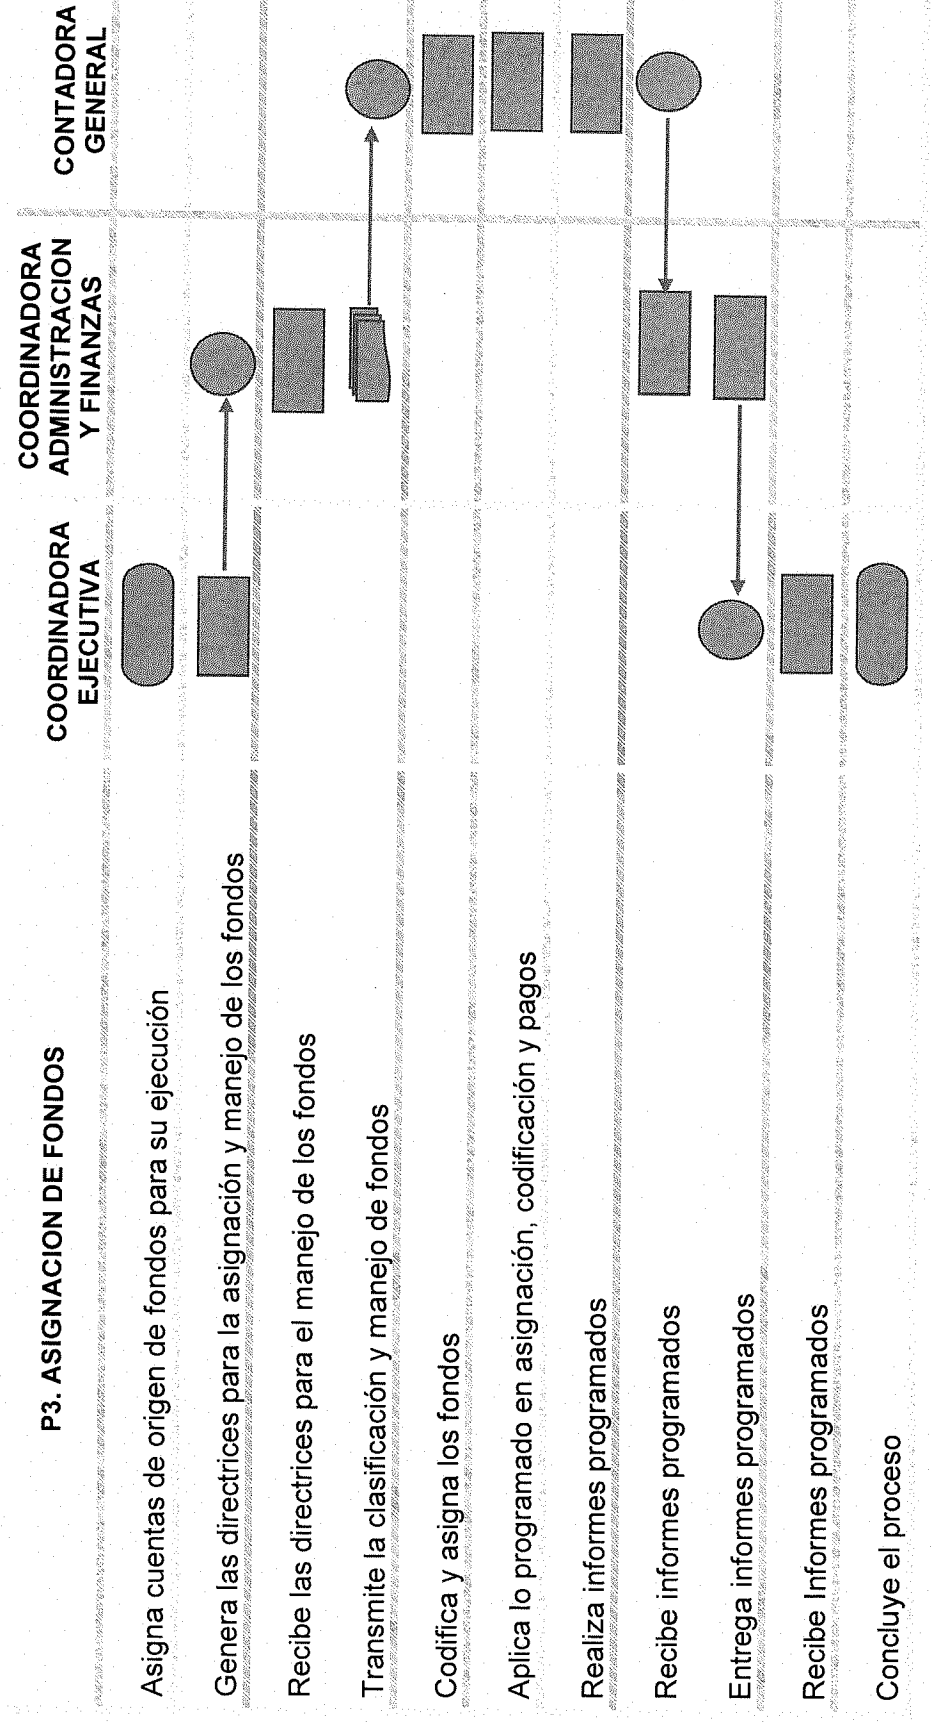 P3. ASIGNACION DE FONDOS
COORDINADORA
EJECUTIVA
COORDINADORA
ADMINISTRACION
Y FINANZAS
CONTADORA
GENERAL
Asigna cuentas de origen de fondos para su ejecución
Genera las directrices para la asignación y manejo de los fondos
Recibe las directrices para el manejo de los fondos
Transmite la clasificación y manejo de fondos
Codifica y asigna los fondos
Aplica lo programado en asignación, codificación y pagos
Realiza informes programados
Recibe informes programados
Entrega informes programados
Recibe Informes programados
Concluye el proceso